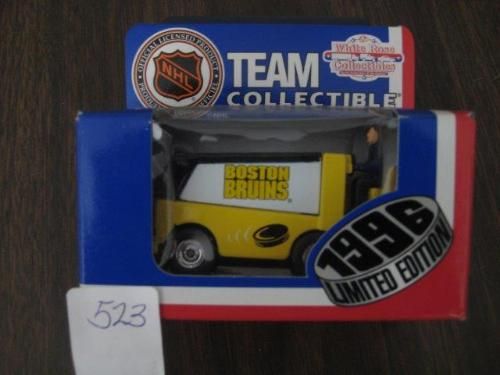 OFFICIAL LICENSED PRODUCT
NHL
TEAM
COLLECTIBLE
White Rose
Collectibles
BOSTON
BRUINS
1996
LIMITED EDITION
523